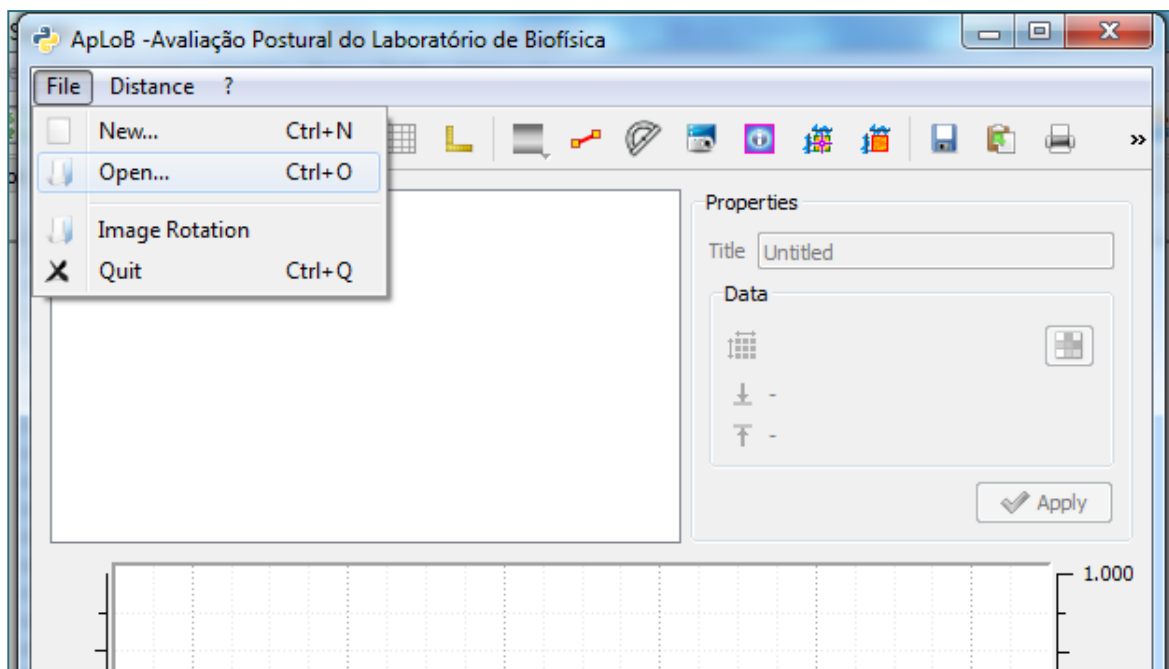 ApLoB -Avaliação Postural do Laboratório de Biofísica
File Distance ?
New... Ctrl+N
Open... Ctrl+O
Image Rotation
Quit Ctrl+Q
»
Properties
Title Untitled
Data
-
-
Apply
1.000